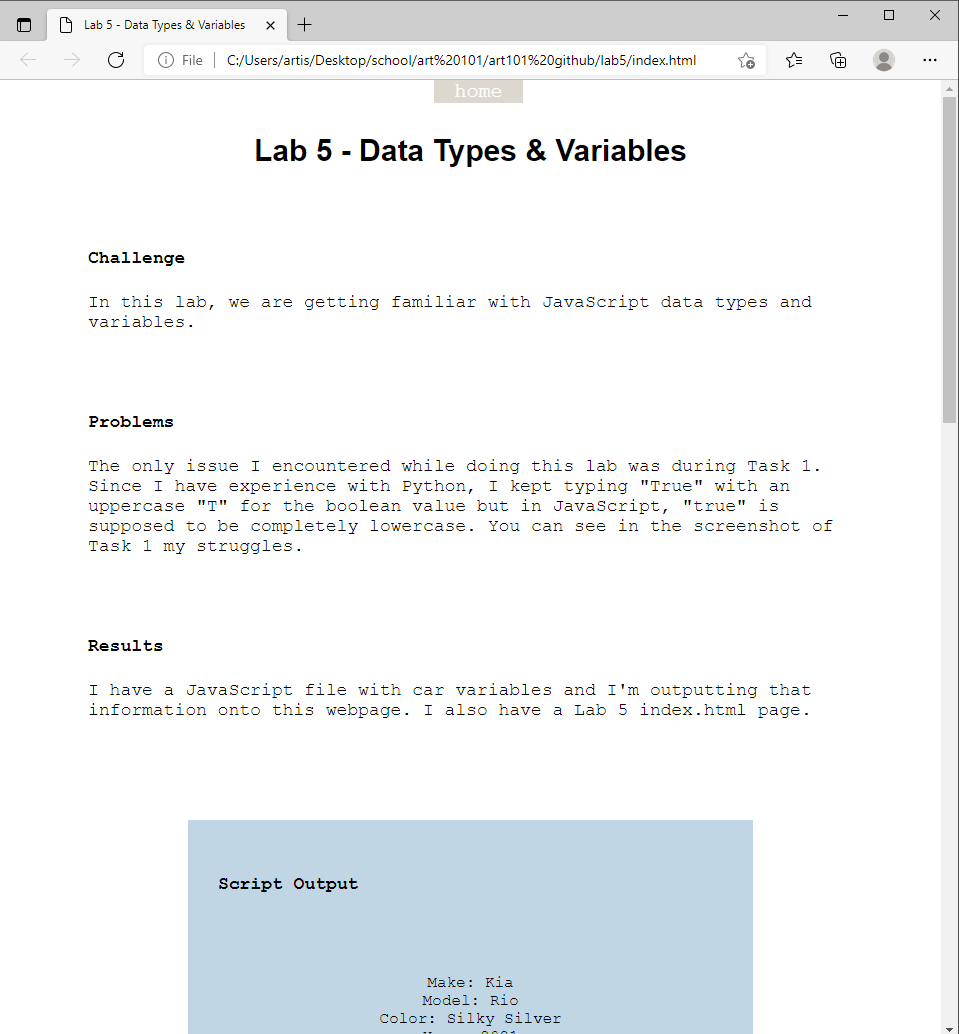 Lab 5 - Data Types & Variables
File
C:/Users/artis/Desktop/school/art%20101/art101%20github/lab5/index.html
home
Lab 5 - Data Types & Variables
Challenge
In this lab, we are getting familiar with JavaScript data types and
variables.
Problems
The only issue I encountered while doing this lab was during Task 1.
Since I have experience with Python, I kept typing "True" with an
uppercase "T" for the boolean value but in JavaScript, "true" is
supposed to be completely lowercase. You can see in the screenshot of
Task 1 my struggles.
Results
I have a JavaScript file with car variables and I'm outputting that
information onto this webpage. I also have a Lab 5 index.html page.
Script Output
Make: Kia
Model: Rio
Color: Silky Silver